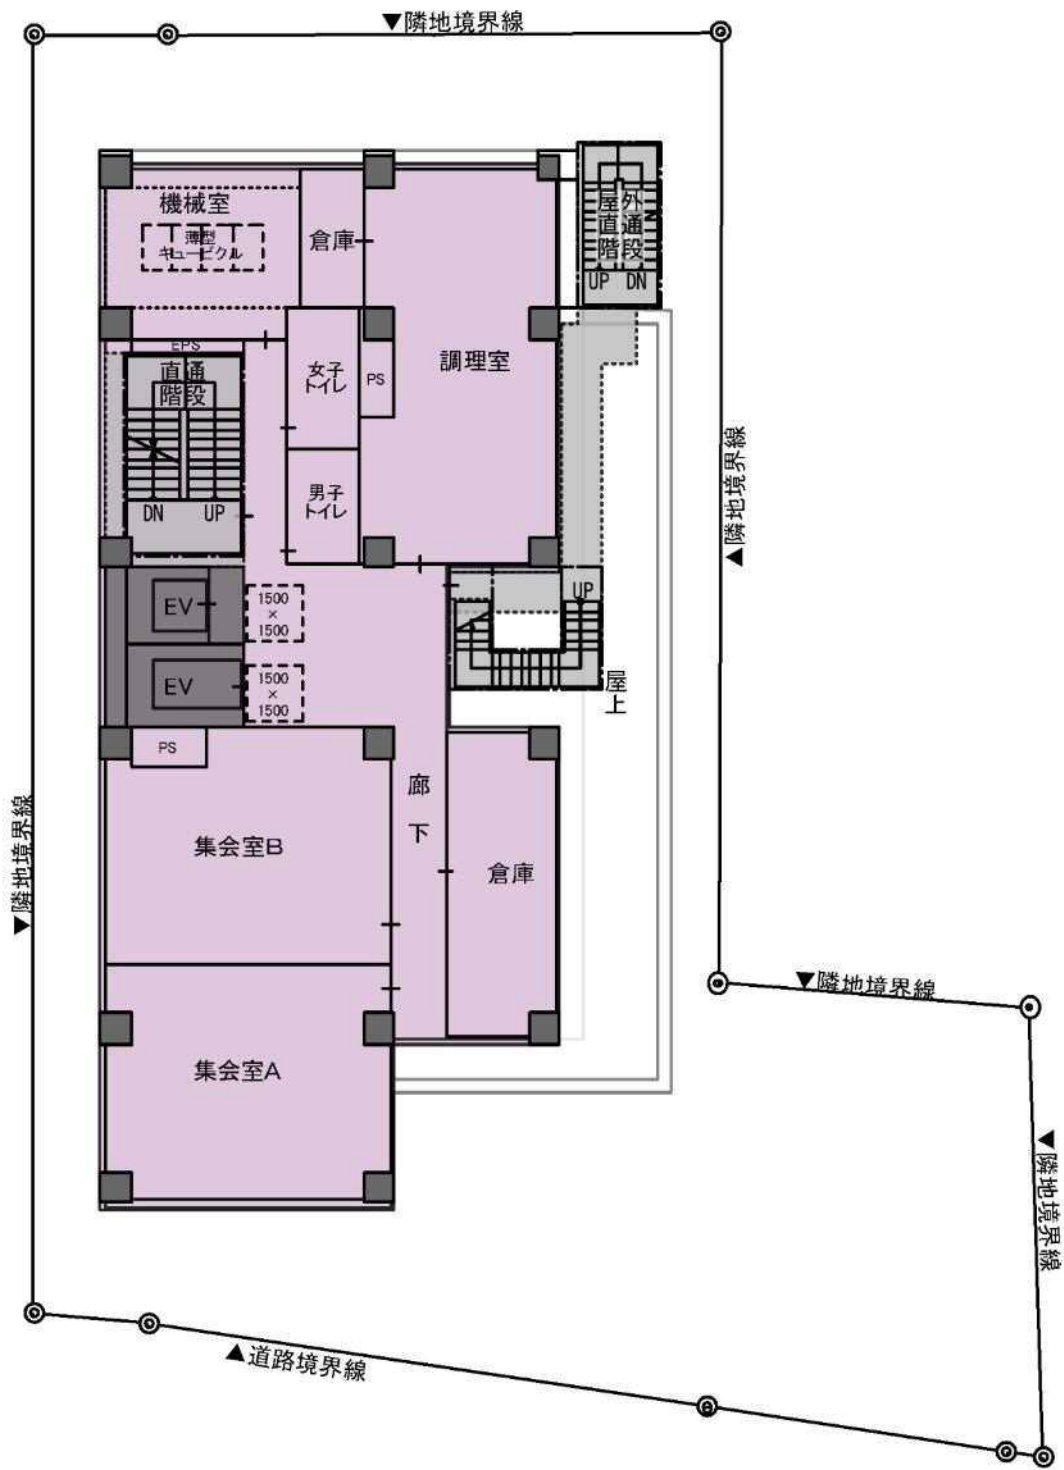 ▼隣地境界線
機械室
薄型
キュービクル
倉庫
屋外
直通
階段
UP DN
EPS
直通
階段
女子
トイレ
PS
調理室
男子
トイレ
DN UP
▲隣地境界線
EV
1500
×
1500
UP
EV
1500
×
1500
屋
上
PS
廊
下
▼隣地境界線
集会室B
倉庫
▼隣地境界線
集会室A
▼隣地境界線
▲道路境界線